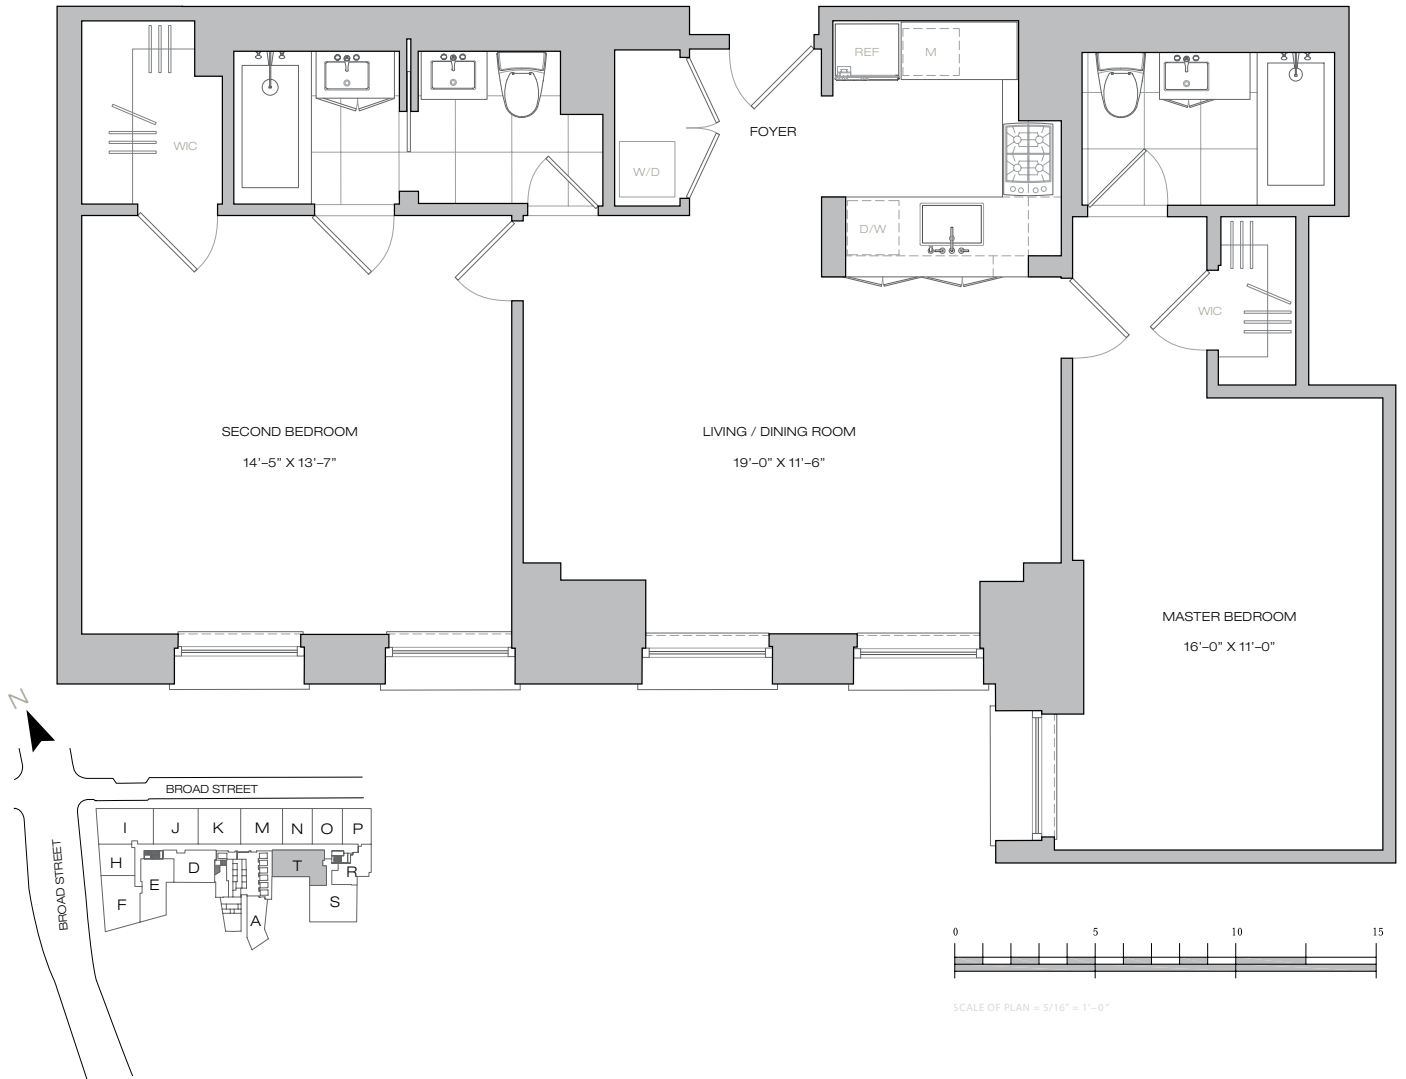 REF
M
FOYER
WIC
W/D
D/W
WIC
SECOND BEDROOM
14'–5" X 13'–7"
LIVING / DINING ROOM
19'–0" X 11'–6"
MASTER BEDROOM
16'–0" X 11'–0"
N
BROAD STREET
I J K M N O P
H D T R
E
F A S
BROAD STREET
0 5 10 15
SCALE OF PLAN = 5/16" = 1'–0"